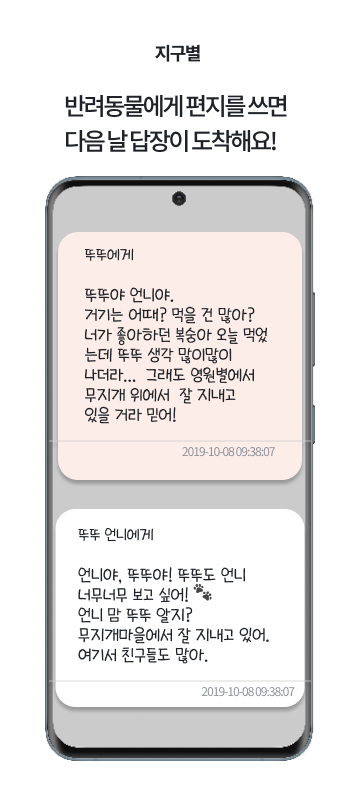 지구별
반려동물에게 편지를 쓰면
다음 날 답장이 도착해요!
뚜뚜에게
뚜뚜야 언니야.
거기는 어때? 먹을 건 많아?
너가 좋아하던 복숭아 오늘 먹었
는데 뚜뚜 생각 많이많이
나더라... 그래도 영원별에서
무지개 위에서 잘 지내고
있을 거라 믿어!
2019-10-08 09:38:07
뚜뚜 언니에게
언니야, 뚜뚜야! 뚜뚜도 언니
너무너무 보고 싶어!
언니 맘 뚜뚜 알지?
무지개마을에서 잘 지내고 있어.
여기서 친구들도 많아.
2019-10-08 09:38:07